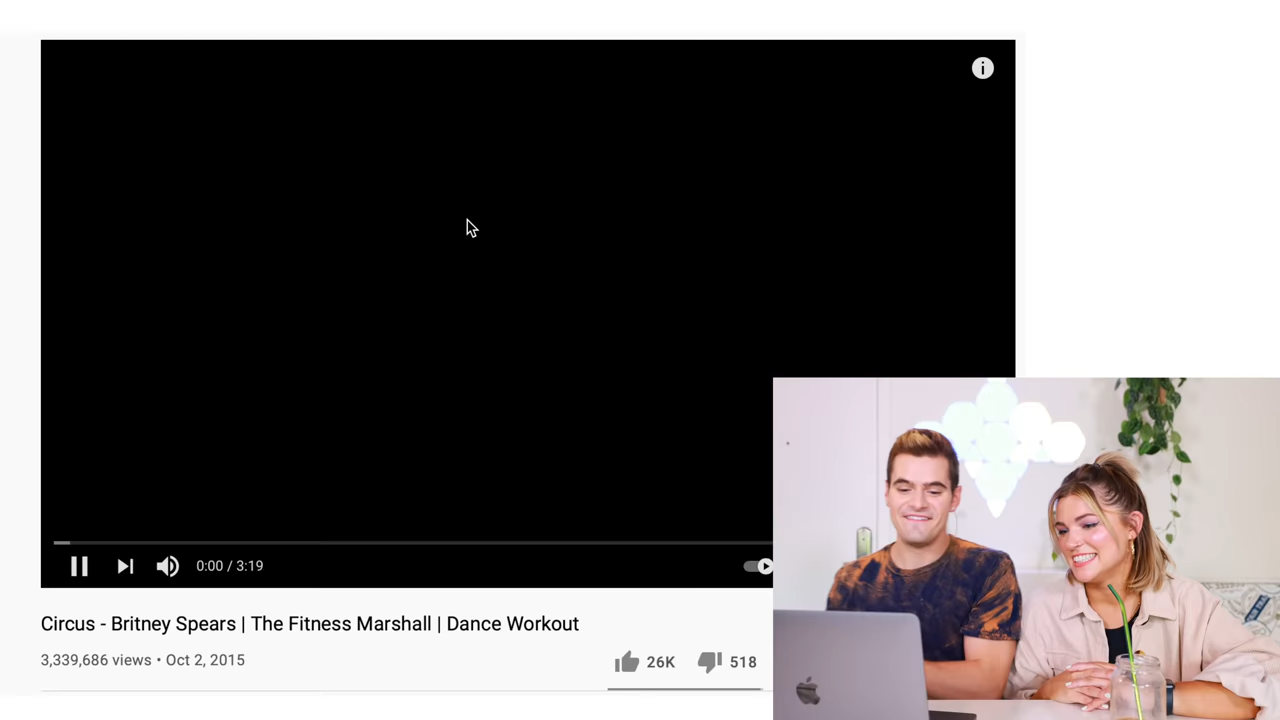 0:00 / 3:19
Circus - Britney Spears | The Fitness Marshall | Dance Workout
3,339,686 views • Oct 2, 2015
26K
518